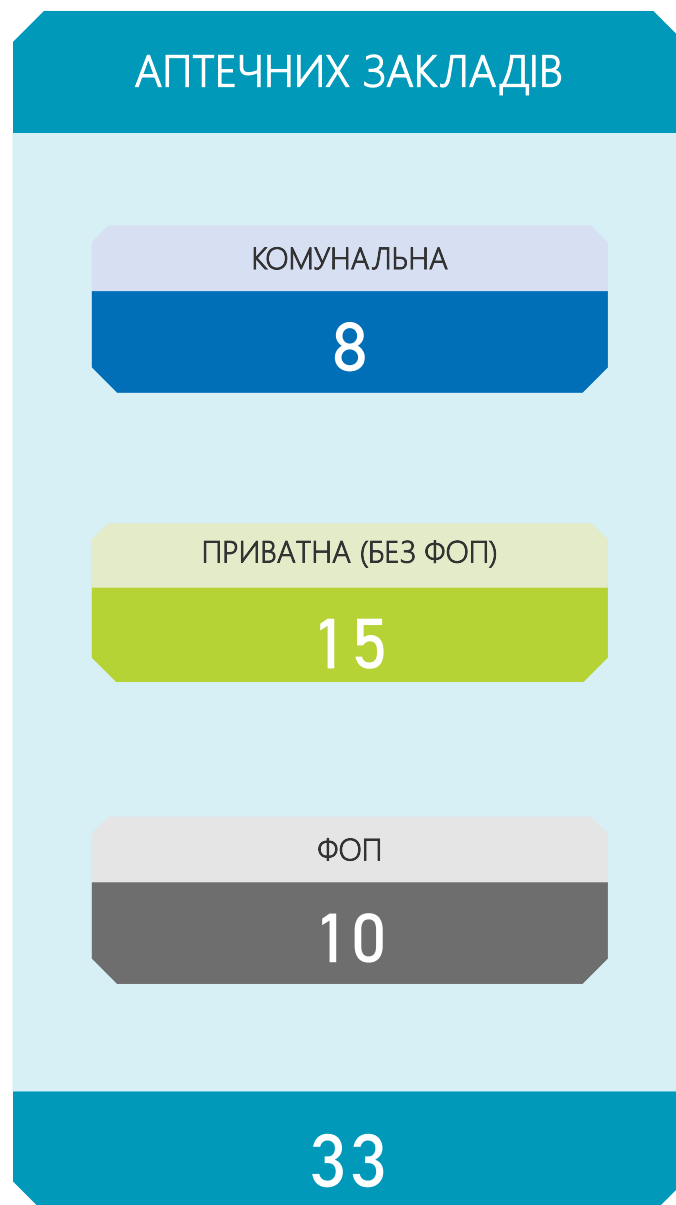 АПТЕЧНИХ ЗАКЛАДІВ
КОМУНАЛЬНА
8
ПРИВАТНА (БЕЗ ФОП)
15
ФОП
10
33